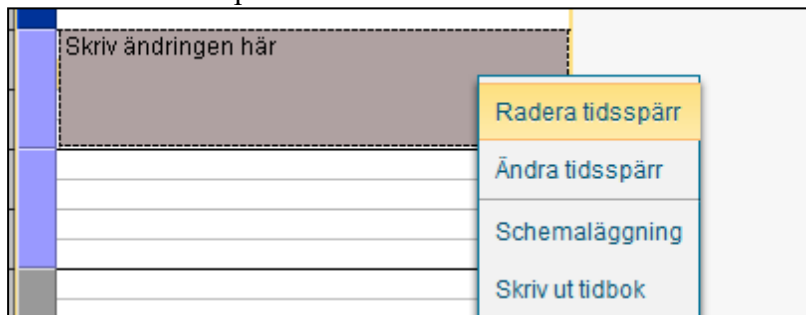 Skriv ändringen här
Radera tidsspärr
Ändra tidsspärr
Schemaläggning
Skriv ut tidbok